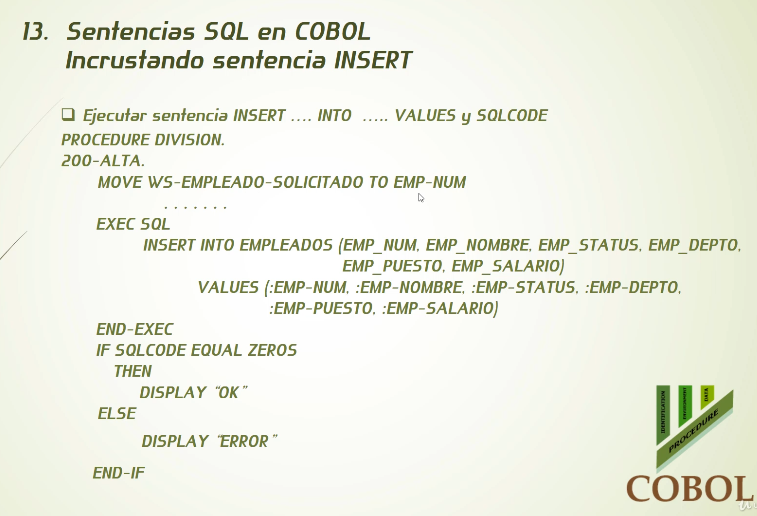 13. Sentencias SQL en COBOL
Incrustando sentencia INSERT
❑ Ejecutar sentencia INSERT .... INTO ..... VALUES y SQLCODE
PROCEDURE DIVISION.
200-ALTA.
MOVE WS-EMPLEADO-SOLICITADO TO EMP-NUM
. . . . . . .
EXEC SQL
INSERT INTO EMPLEADOS (EMP_NUM, EMP_NOMBRE, EMP_STATUS, EMP_DEPTO,
EMP_PUESTO, EMP_SALARIO)
VALUES (:EMP-NUM, :EMP-NOMBRE, :EMP-STATUS, :EMP-DEPTO,
:EMP-PUESTO, :EMP-SALARIO)
END-EXEC
IF SQLCODE EQUAL ZEROS
THEN
DISPLAY “OK”
ELSE
DISPLAY “ERROR”
END-IF
IDENTIFICATION
ENVIRONMENT
DATA
PROCEDURE
COBOL